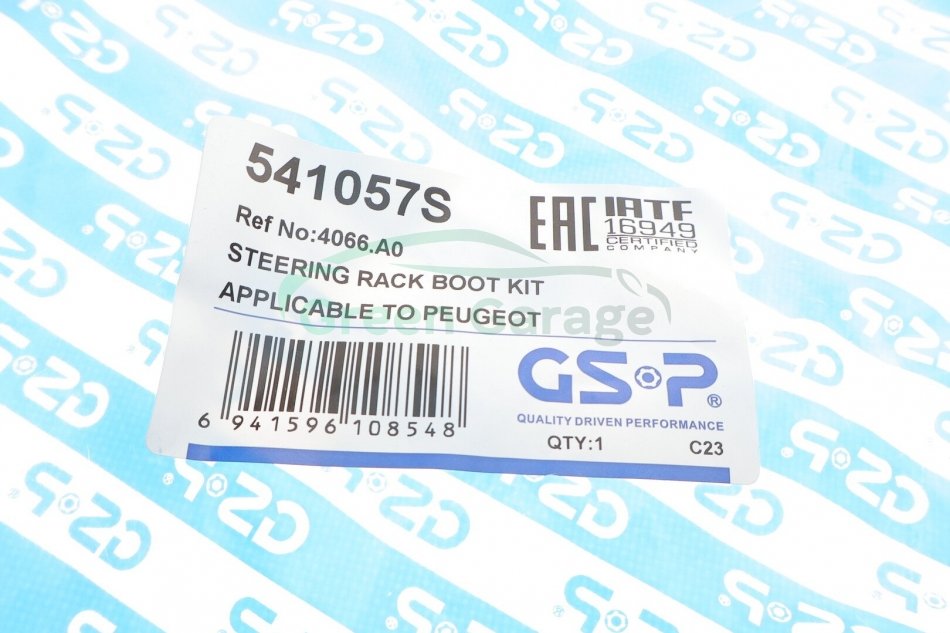 541057S
Ref No:4066.A0
STEERING RACK BOOT KIT
APPLICABLE TO PEUGEOT
EAC
IATF
16949
CERTIFIED
COMPANY
Green Garage
6 941596 108548
GSP®
QUALITY DRIVEN PERFORMANCE
QTY:1
C23